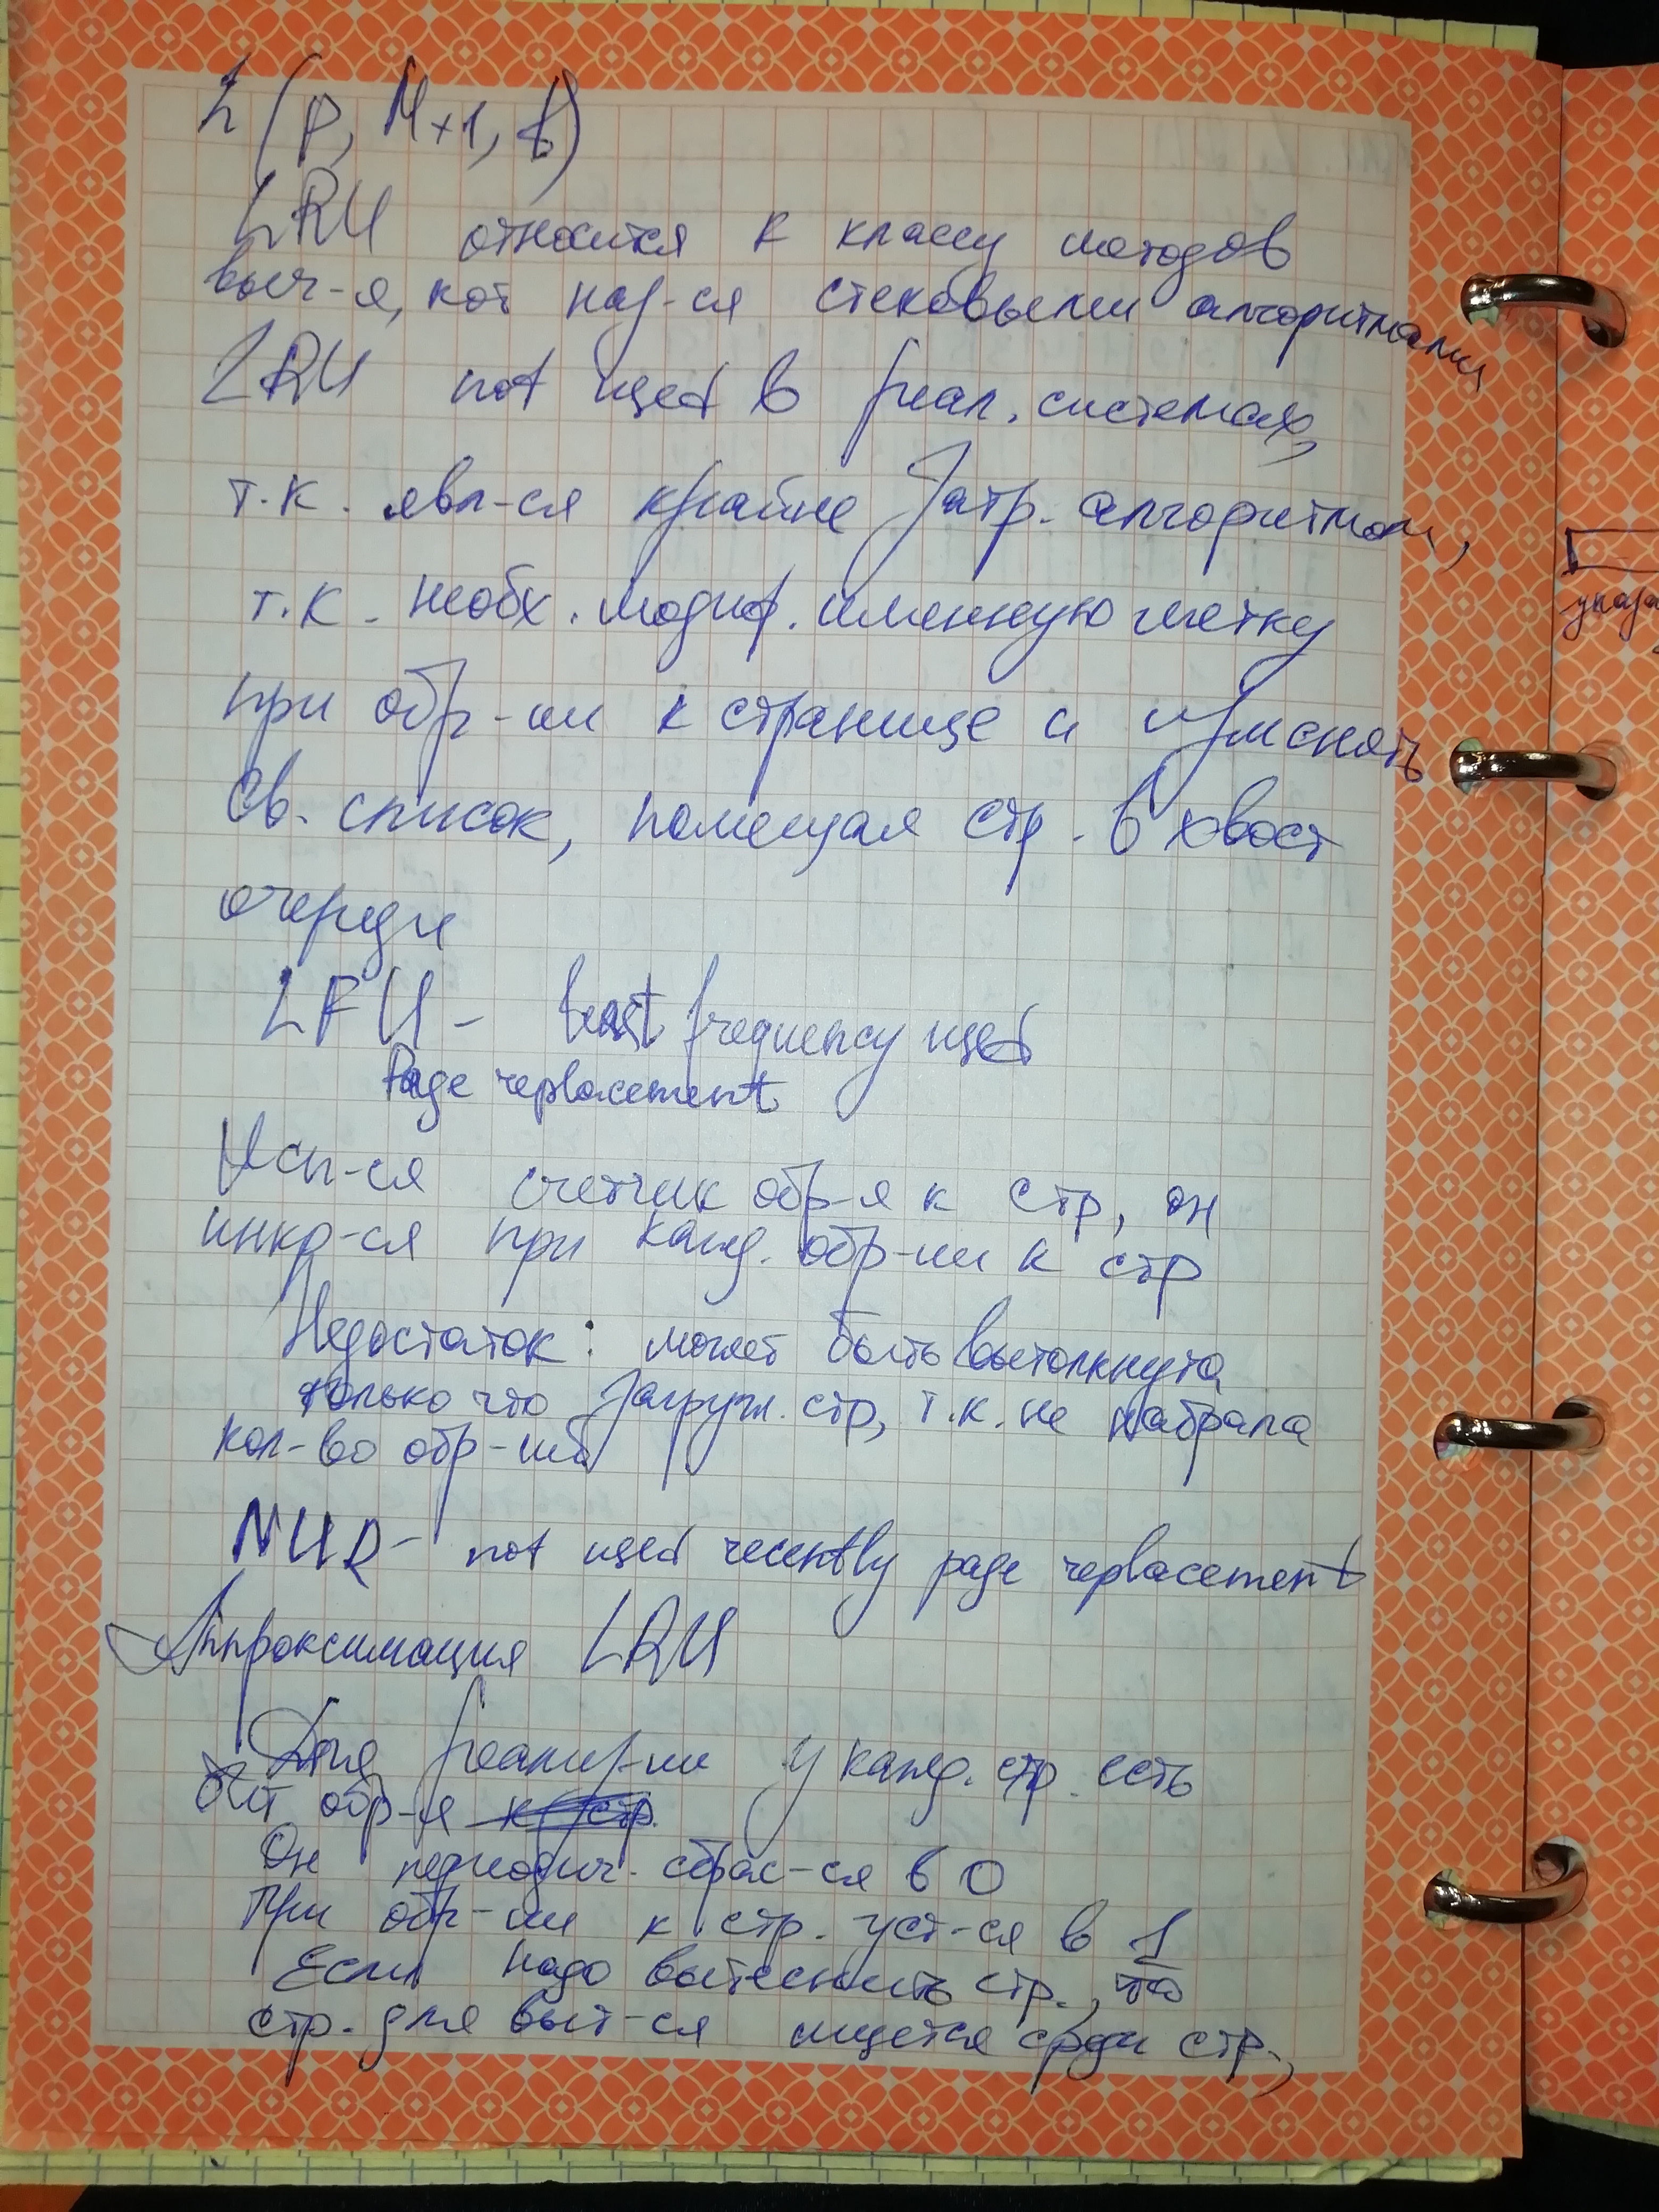 Z(p, M+1, t)
LRU относится к классу методов
выч-я, кот наз-ся стековыми алгоритмами
LRU not used в реал. системах,
т.к. явл-ся крайне затр. алгоритмом,
т.к. необх. модиф. именную метку
при обр-ии к странице и изменять
св. список, помещая стр. в хвост
очереди
LFU - least frequency used
Page replacement
Исп-ся счетчик обр-я к стр, он
инкр-ся при кажд. обр-ии к стр
Недостаток: может быть вытолкнута
только что загруж. стр, т.к. не набрала
кол-во обр-ий
NUR - not used recently page replacement
Аппроксимация LRU
Для реализ-ии у кажд. стр. есть
бит обр-я
Он периодич. сбрас-ся в 0
При обр-ии к стр. уст-ся в 1
Если надо вытеснить стр., то
стр. для выт-ся ищется среди стр.,
указа